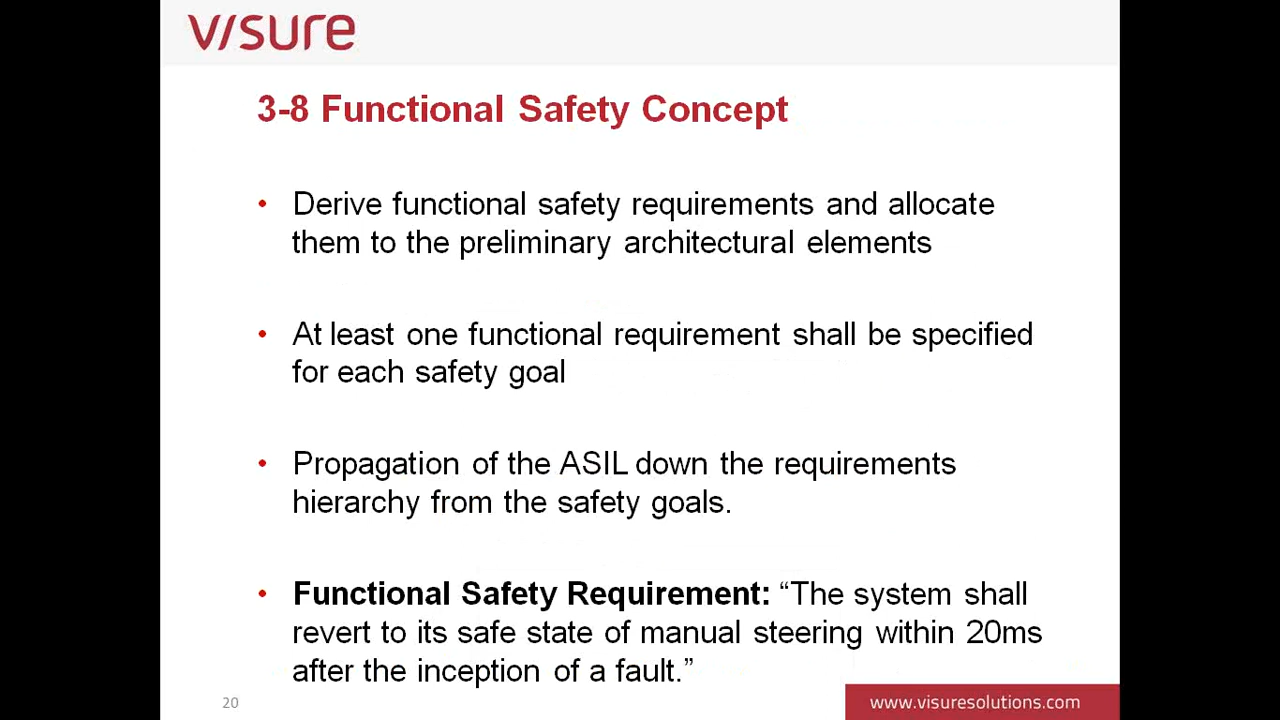 visure
3-8 Functional Safety Concept
• Derive functional safety requirements and allocate
them to the preliminary architectural elements
• At least one functional requirement shall be specified
for each safety goal
• Propagation of the ASIL down the requirements
hierarchy from the safety goals.
• Functional Safety Requirement: “The system shall
revert to its safe state of manual steering within 20ms
after the inception of a fault.”
20
www.visuresolutions.com